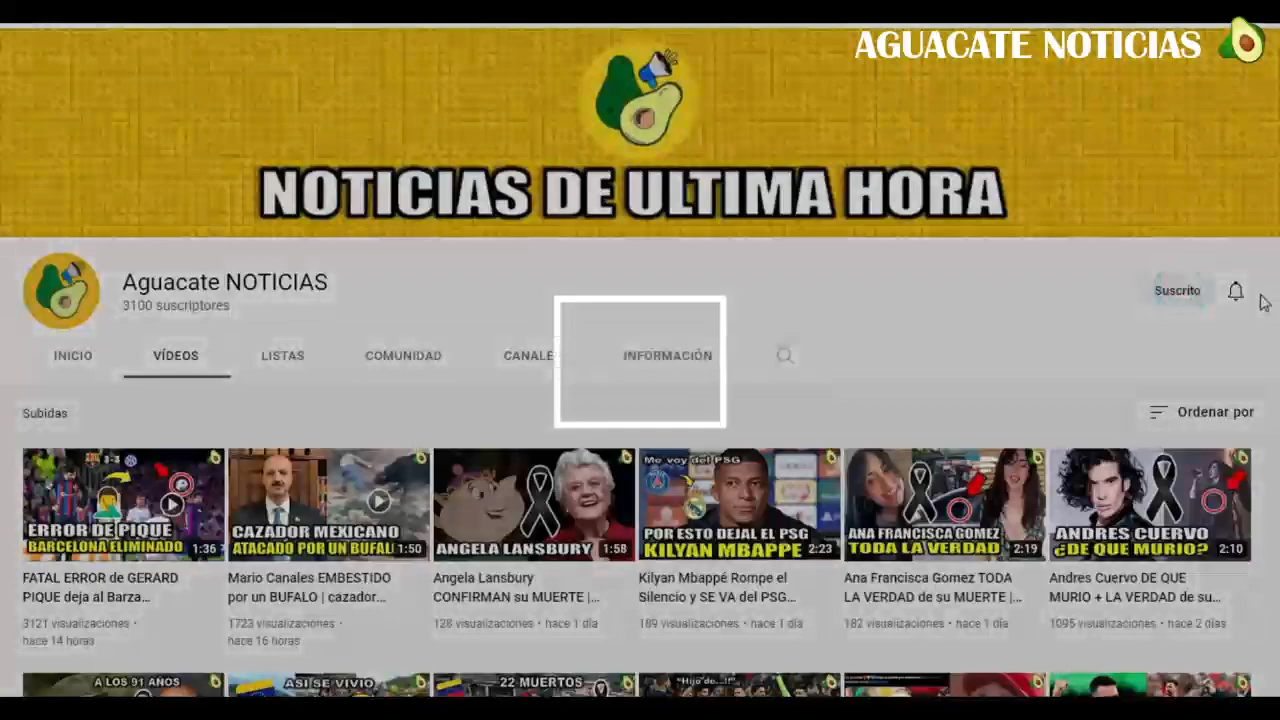 AGUACATE NOTICIAS
NOTICIAS DE ULTIMA HORA
Aguacate NOTICIAS
3100 suscriptores
Suscrito
INICIO
VÍDEOS
LISTAS
COMUNIDAD
CANALE
INFORMACIÓN
Subidas
Ordenar por
3-3
ERROR DE PIQUE
BARCELONA ELIMINADO
1:36
CAZADOR MEXICANO
ATACADO POR UN BUFAL
1:50
ANGELA LANSBURY
1:58
Me voy del PSG
POR ESTO DEJAL EL PSG
KILYAN MBAPPE
2:23
ANA FRANCISCA GOMEZ
TODA LA VERDAD
2:19
ANDRES CUERVO
¿DE QUE MURIO?
2:10
FATAL ERROR de GERARD
PIQUE deja al Barza...
3121 visualizaciones •
hace 14 horas
Mario Canales EMBESTIDO
por un BUFALO | cazador...
1723 visualizaciones •
hace 16 horas
Angela Lansbury
CONFIRMAN su MUERTE |...
128 visualizaciones • hace 1 día
Kilyan Mbappé Rompe el
Silencio y SE VA del PSG...
189 visualizaciones • hace 1 día
Ana Francisca Gomez TODA
LA VERDAD de su MUERTE |...
182 visualizaciones • hace 1 día
Andres Cuervo DE QUE
MURIO + LA VERDAD de su...
1095 visualizaciones • hace 2 días
A LOS 91 AÑOS
ASI SE VIVIO
22 MUERTOS
"Hijo de...!!"